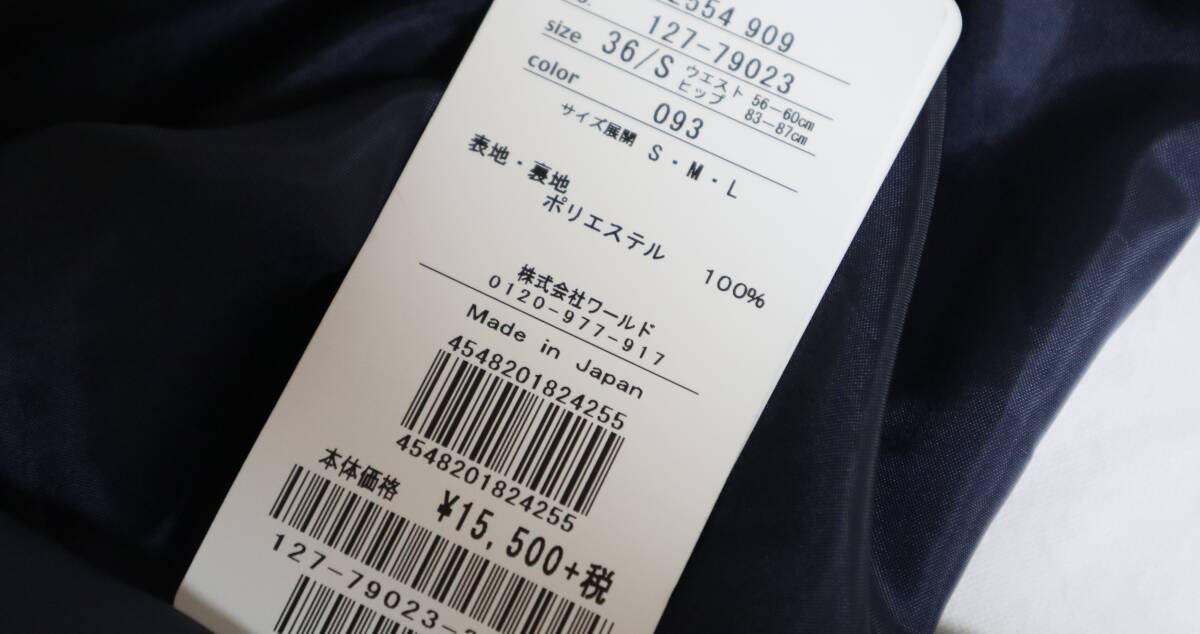 2554 909
127-79023
size 36/S ウエスト 56-60㎝
ヒップ 83-87㎝
color 093
サイズ展開 S・M・L
表地・裏地
ポリエステル 100%
株式会社ワールド
0120-977-917
Made in Japan
4548201824255
4548201824255
本体価格 ¥15,500+税
127-79023-